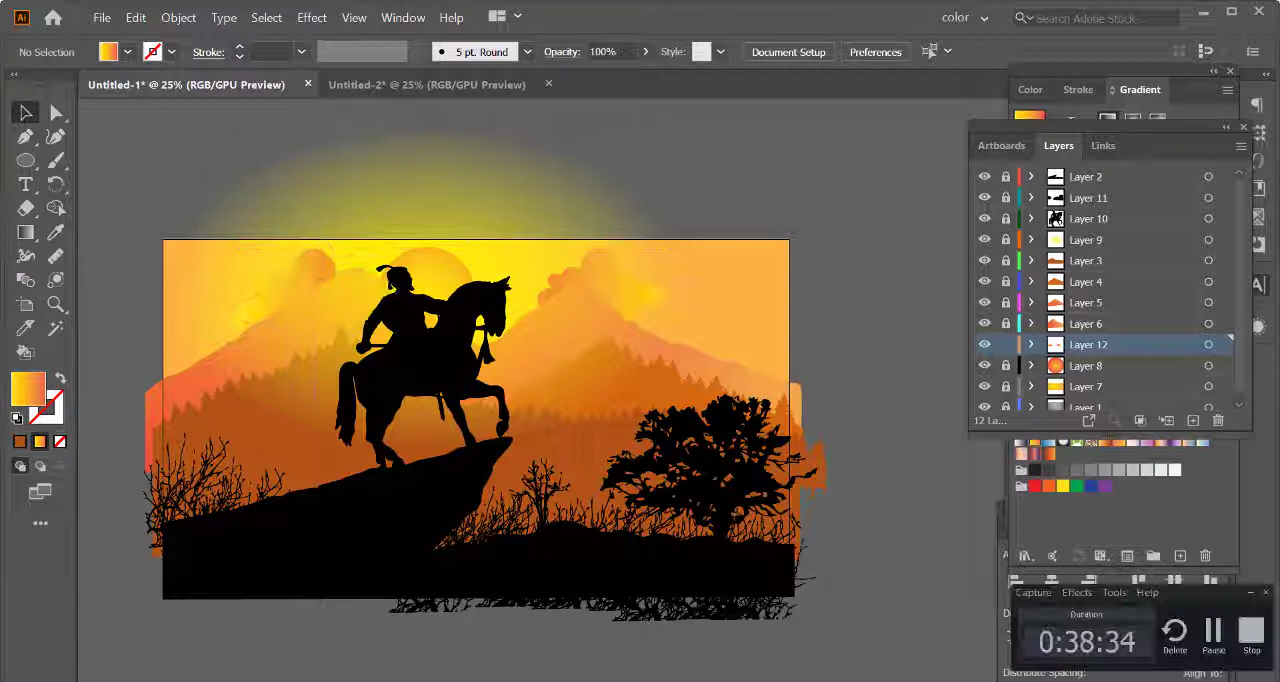 Ai File Edit Object Type Select Effect View Window Help color Search Adobe Stock
No Selection Stroke: 5 pt. Round Opacity: 100% Style: Document Setup Preferences
Untitled-1* @ 25% (RGB/GPU Preview) × Untitled-2* @ 25% (RGB/GPU Preview) ×
Color Stroke Gradient
Artboards Layers Links
Layer 2
Layer 11
Layer 10
Layer 9
Layer 3
Layer 4
Layer 5
Layer 6
Layer 12
Layer 8
Layer 7
Layer 1
12 La...
Capture Effects Tools Help
Duration
0:38:34
Delete Pause Stop
Distribute Spacing: Align To: